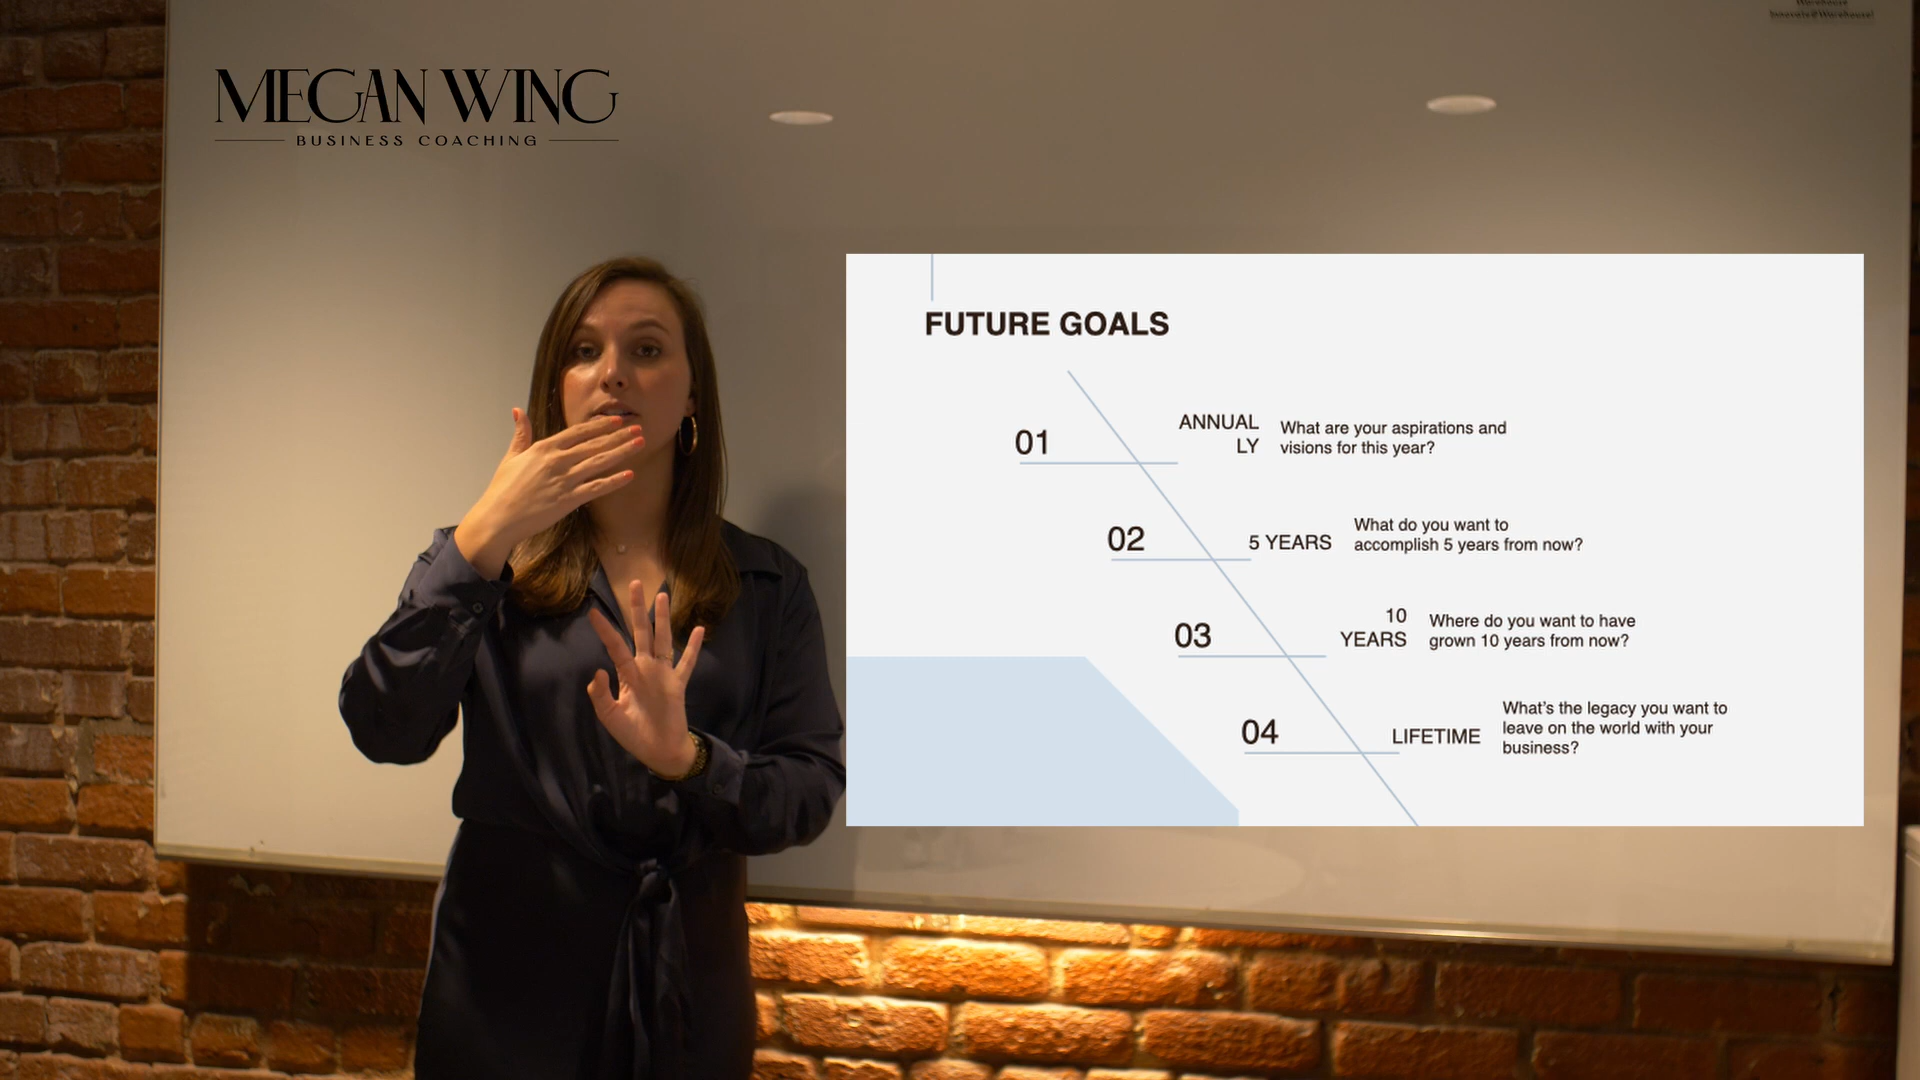 Warehouse
MEGAN WING
BUSINESS COACHING
FUTURE GOALS
01
ANNUAL
LY
What are your aspirations and
visions for this year?
02
5 YEARS
What do you want to
accomplish 5 years from now?
03
10
YEARS
Where do you want to have
grown 10 years from now?
04
LIFETIME
What's the legacy you want to
leave on the world with your
business?